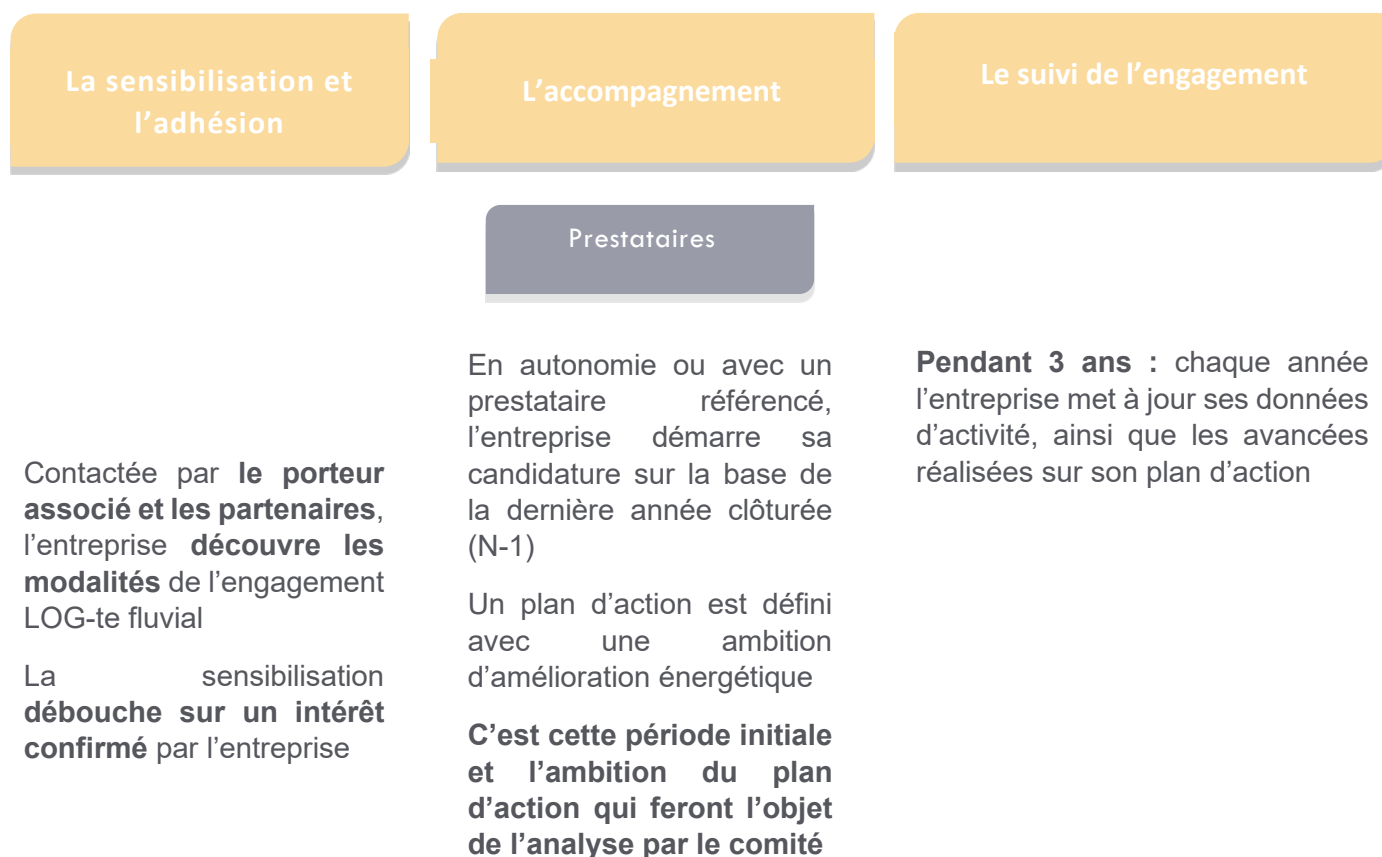 La sensibilisation et
l’adhésion
L’accompagnement
Le suivi de l’engagement
Prestataires
Contactée par le porteur
associé et les partenaires,
l’entreprise découvre les
modalités de l’engagement
LOG-te fluvial
La sensibilisation
débouche sur un intérêt
confirmé par l’entreprise
En autonomie ou avec un
prestataire référencé,
l’entreprise démarre sa
candidature sur la base de
la dernière année clôturée
(N-1)
Un plan d’action est défini
avec une ambition
d’amélioration énergétique
C’est cette période initiale
et l’ambition du plan
d’action qui feront l’objet
de l’analyse par le comité
Pendant 3 ans : chaque année
l’entreprise met à jour ses données
d’activité, ainsi que les avancées
réalisées sur son plan d’action